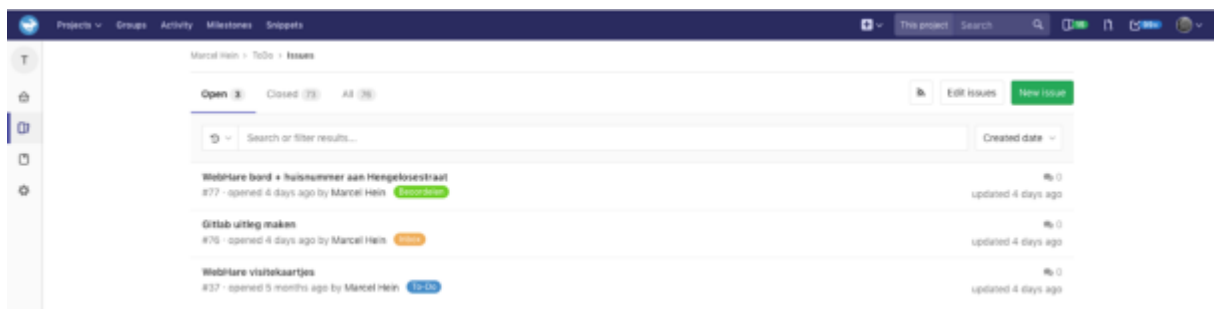 Projects Groups Activity Milestones Snippets This project Search 99+
T
Marcel Hein > ToDo > Issues
Open 3 Closed 73 All 76 Edit issues New issue
Search or filter results... Created date
WebHare bord + huisnummer aan Hengelosestraat 0
#77 · opened 4 days ago by Marcel Hein Beoordelen updated 4 days ago
Gitlab uitleg maken 0
#76 · opened 4 days ago by Marcel Hein Inbox updated 4 days ago
WebHare visitekaartjes 0
#37 · opened 5 months ago by Marcel Hein To-Do updated 4 days ago